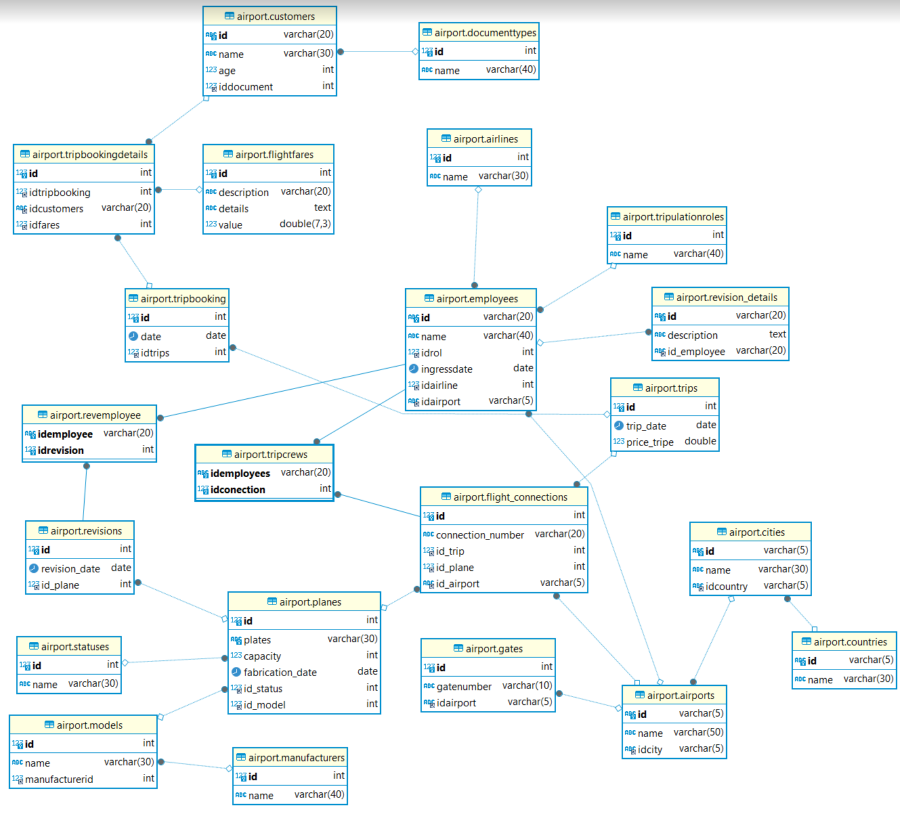 airport.customers
id varchar(20)
name varchar(30)
age int
iddocument int
airport.documenttypes
id int
name varchar(40)
airport.tripbookingdetails
id int
idtripbooking int
idcustomers varchar(20)
idfares int
airport.flightfares
id int
description varchar(20)
details text
value double(7,3)
airport.airlines
id int
name varchar(30)
airport.tripulationroles
id int
name varchar(40)
airport.tripbooking
id int
date date
idtrips int
airport.employees
id varchar(20)
name varchar(40)
idrol int
ingressdate date
idairline int
idairport varchar(5)
airport.revision_details
id varchar(20)
description text
id_employee varchar(20)
airport.trips
id int
trip_date date
price_tripe double
airport.revemployee
idemployee varchar(20)
idrevision int
airport.tripcrews
idemployees varchar(20)
idconection int
airport.flight_connections
id int
connection_number varchar(20)
id_trip int
id_plane int
id_airport varchar(5)
airport.revisions
id int
revision_date date
id_plane int
airport.cities
id varchar(5)
name varchar(30)
idcountry varchar(5)
airport.planes
id int
plates varchar(30)
capacity int
fabrication_date date
id_status int
id_model int
airport.statuses
id int
name varchar(30)
airport.gates
id int
gatenumber varchar(10)
idairport varchar(5)
airport.countries
id varchar(5)
name varchar(30)
airport.airports
id varchar(5)
name varchar(50)
idcity varchar(5)
airport.models
id int
name varchar(30)
manufacturerid int
airport.manufacturers
id int
name varchar(40)